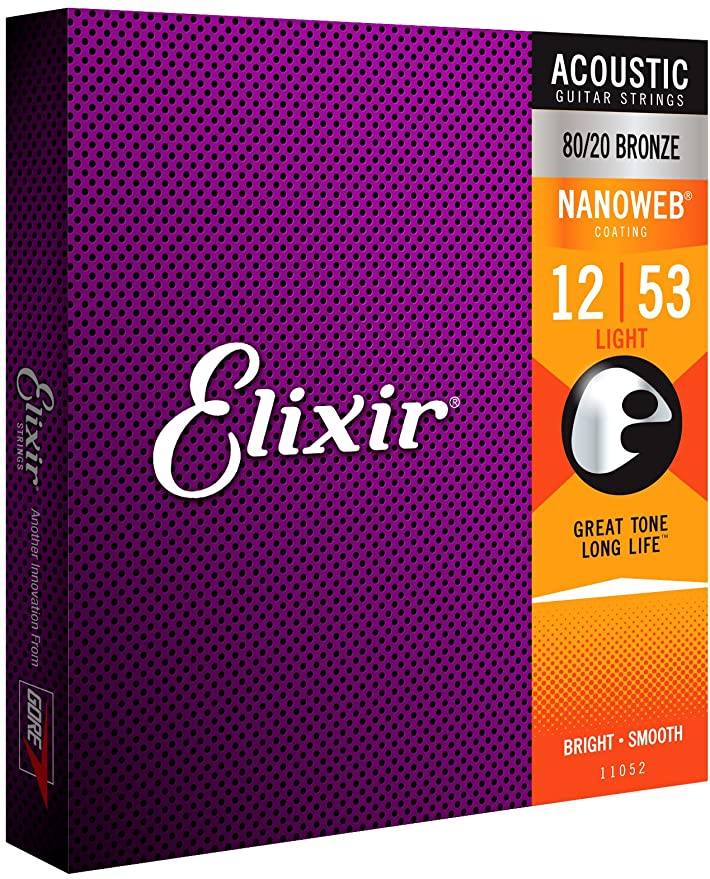 Elixir®
STRINGS
Another Innovation From
GORE
Elixir®
ACOUSTIC
GUITAR STRINGS
80/20 BRONZE
NANOWEB®
COATING
12 | 53
LIGHT
GREAT TONE
LONG LIFE™
BRIGHT • SMOOTH
11052